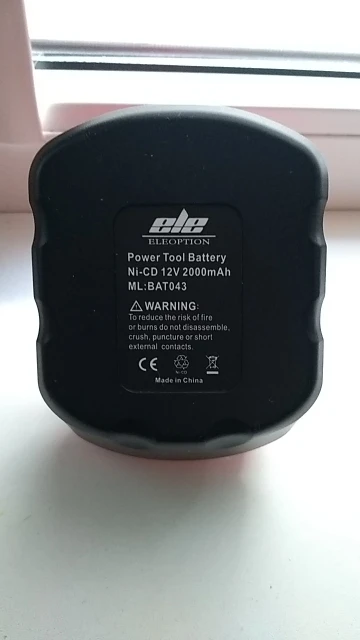 ele
ELEOPTION
Power Tool Battery
Ni-CD 12V 2000mAh
ML:BAT043
WARNING:
To reduce the risk of fire
or burns do not disassemble,
crush, puncture or short
external contacts.
CE
Ni-CD
Made in China